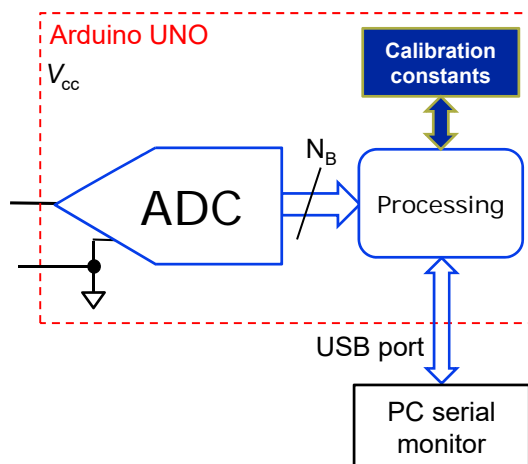 Arduino UNO
Vcc
Calibration
constants
NB
ADC
Processing
USB port
PC serial
monitor